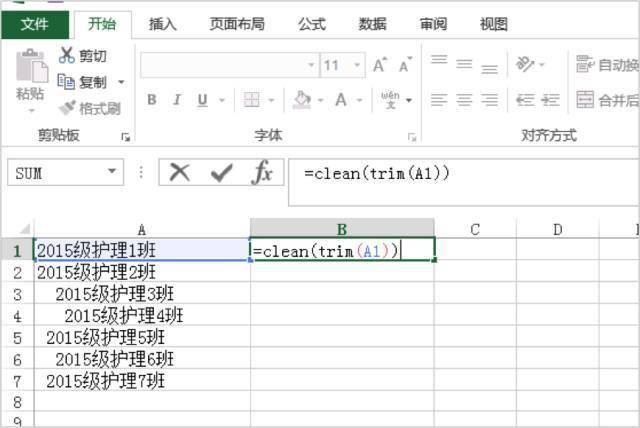 文件 开始 插入 页面布局 公式 数据 审阅 视图
剪切
复制
粘贴
格式刷
剪贴板
11 A A
B I U A wén 文
字体
自动换
合并后
对齐方式
SUM fx =clean(trim(A1))
A B C D
1 2015级护理1班 =clean(trim(A1))
2 2015级护理2班
3 2015级护理3班
4 2015级护理4班
5 2015级护理5班
6 2015级护理6班
7 2015级护理7班
8
9